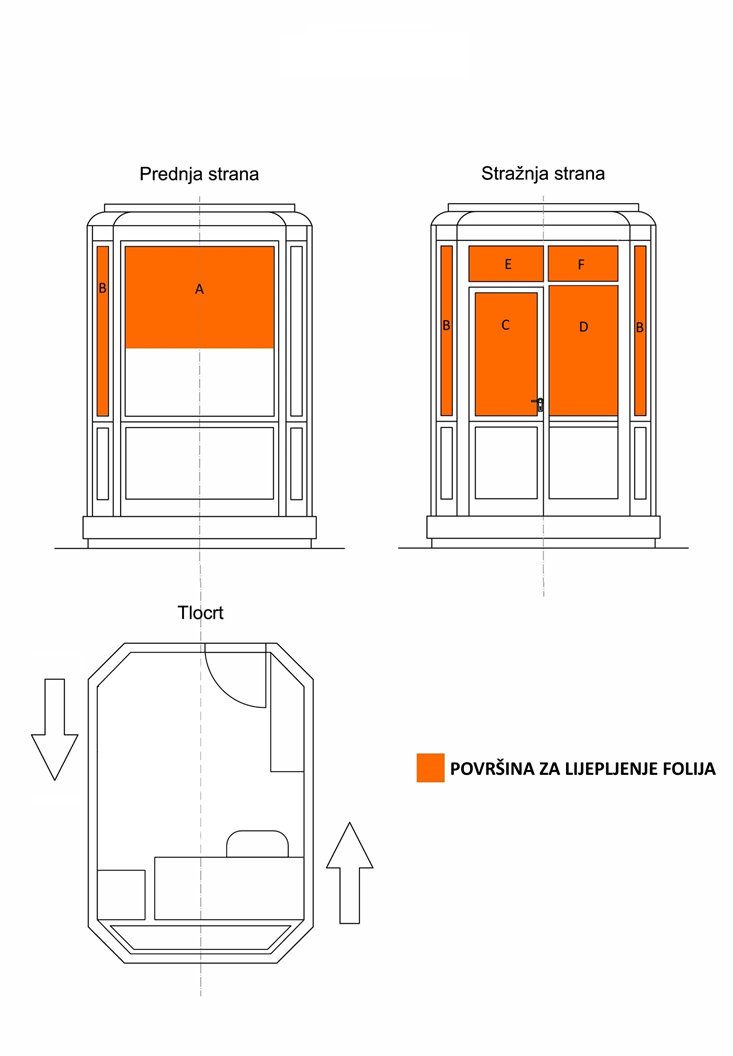 Prednja strana
Stražnja strana
B
A
E
F
B
C
D
B
Tlocrt
POVRŠINA ZA LIJEPLJENJE FOLIJA